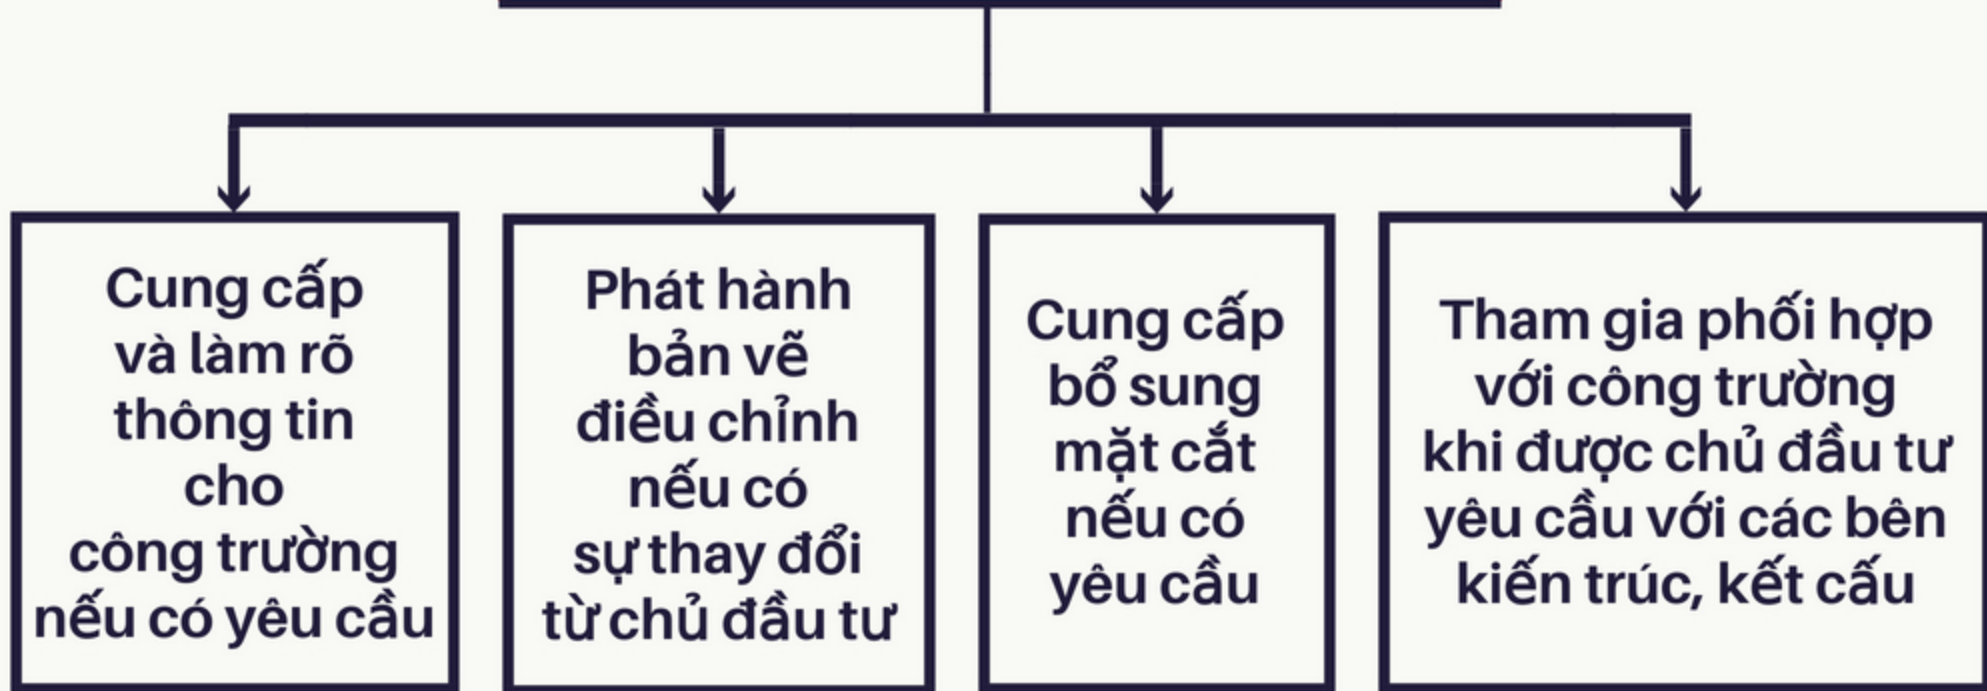 Cung cấp
và làm rõ
thông tin
cho
công trường
nếu có yêu cầu
Phát hành
bản vẽ
điều chỉnh
nếu có
sự thay đổi
từ chủ đầu tư
Cung cấp
bổ sung
mặt cắt
nếu có
yêu cầu
Tham gia phối hợp
với công trường
khi được chủ đầu tư
yêu cầu với các bên
kiến trúc, kết cấu